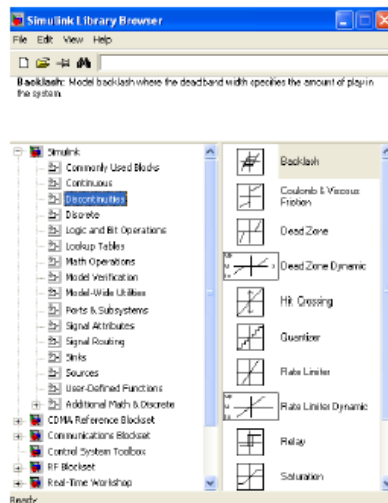 Simulink Library Browser
File Edit View Help
Backlash: Model backlash where the deadband width specifies the amount of play in
the system.
Simulink
Commonly Used Blocks
Continuous
Discontinuities
Discrete
Logic and Bit Operations
Lookup Tables
Math Operations
Model Verification
Model-Wide Utilities
Ports & Subsystems
Signal Attributes
Signal Routing
Sinks
Sources
User-Defined Functions
Additional Math & Discrete
CDMA Reference Blockset
Communications Blockset
Control System Toolbox
RF Blockset
Real-Time Workshop
Backlash
Coulomb & Viscous
Friction
Dead Zone
Dead Zone Dynamic
Hit Crossing
Quantizer
Rate Limiter
Rate Limiter Dynamic
Relay
Saturation
Ready